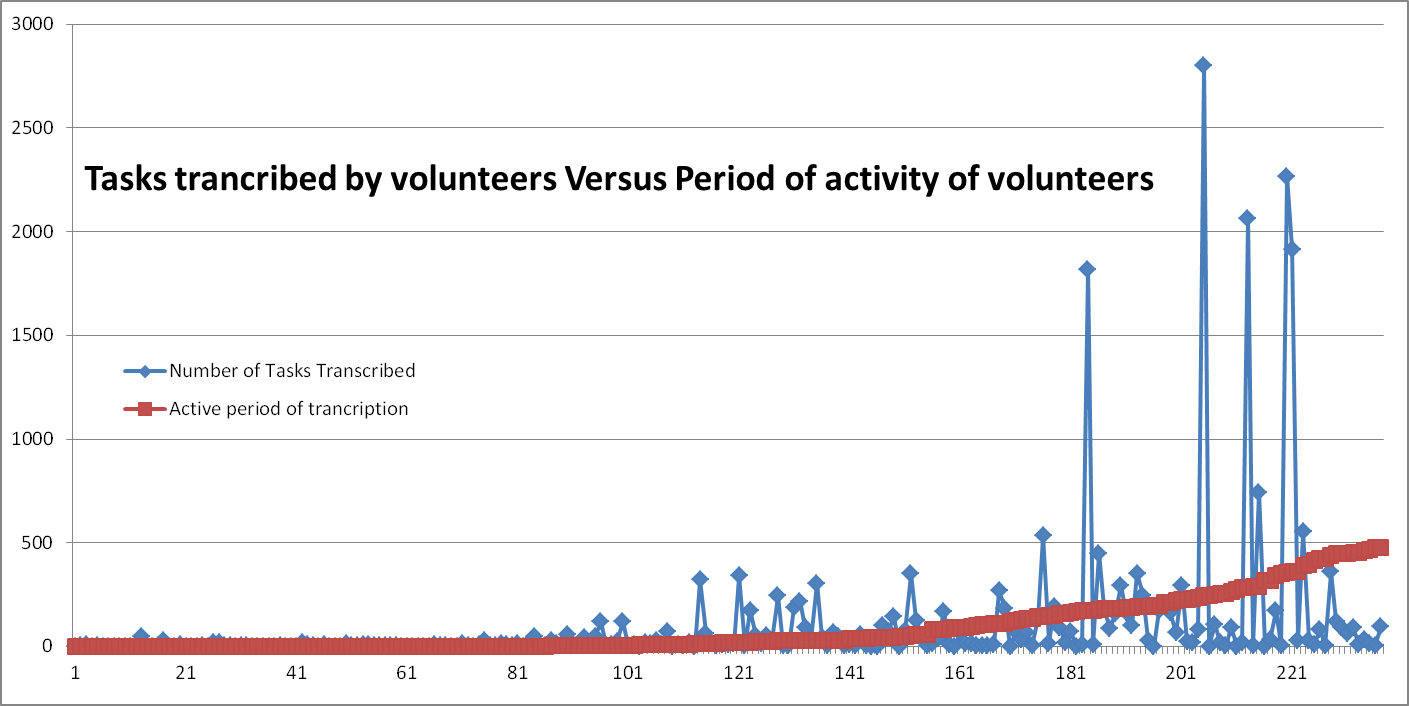 3000
2500
Tasks trancribed by volunteers Versus Period of activity of volunteers
2000
1500
Number of Tasks Transcribed
Active period of trancription
1000
500
0
1 21 41 61 81 101 121 141 161 181 201 221